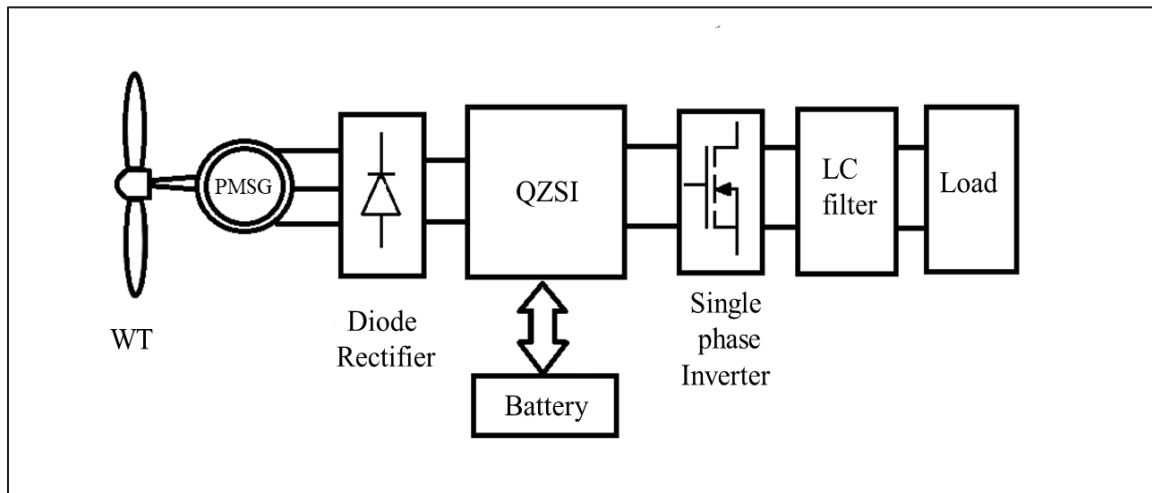 WT
PMSG
Diode
Rectifier
QZSI
Battery
Single
phase
Inverter
LC
filter
Load